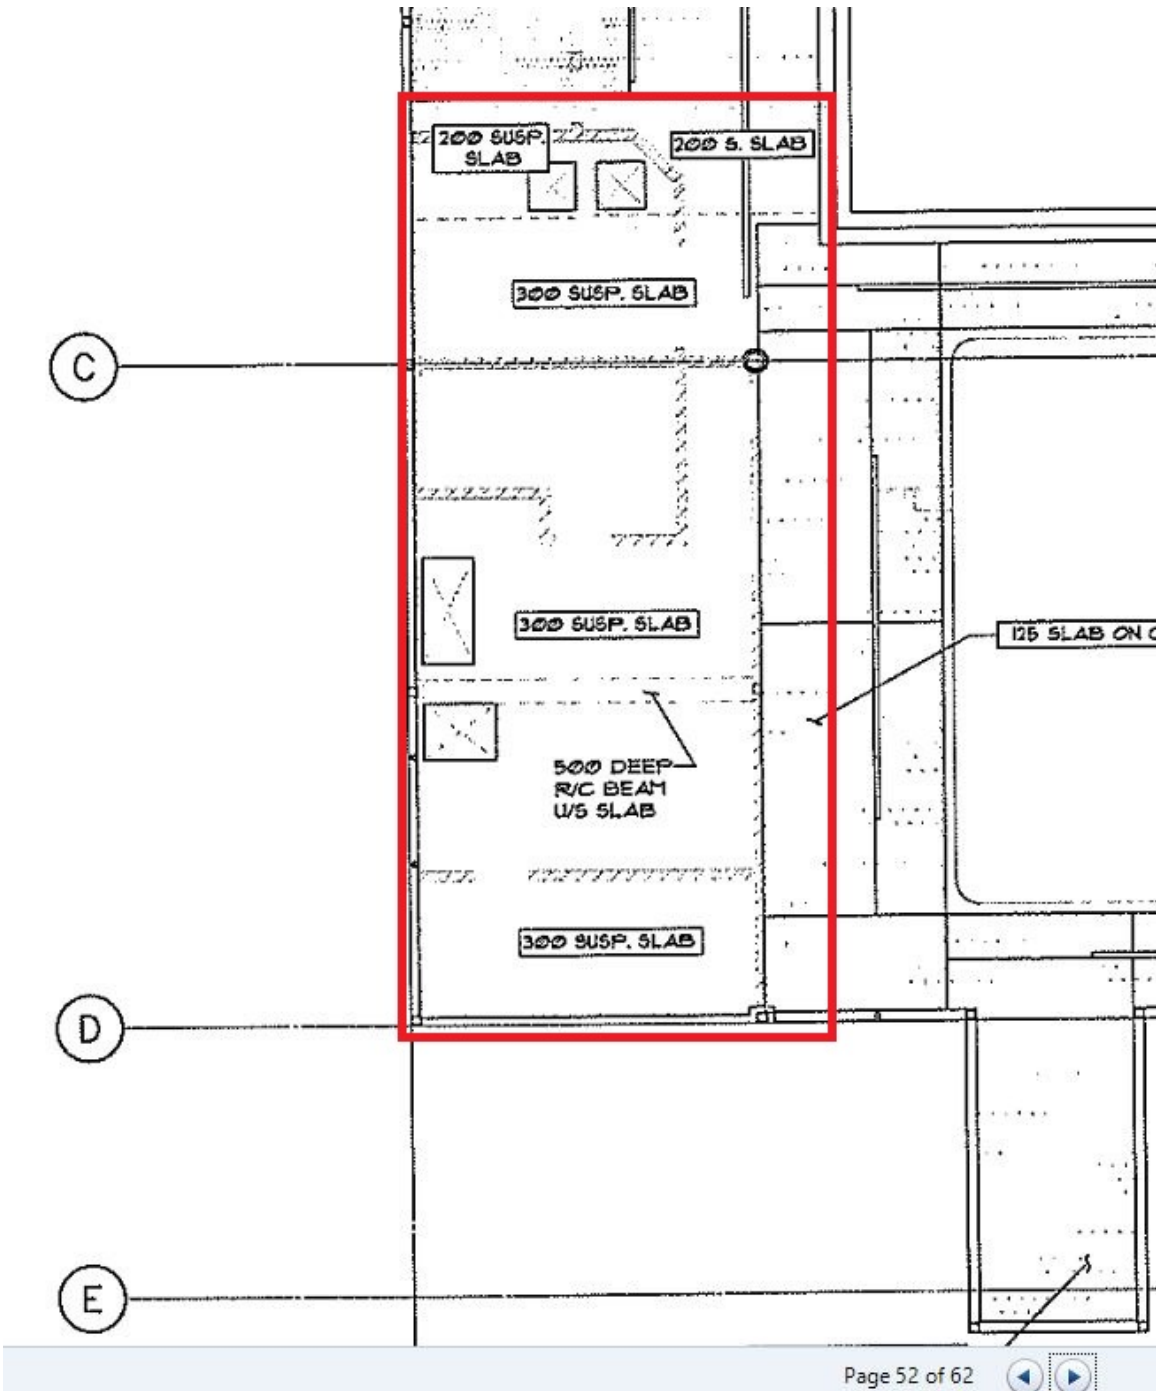 200 SUSP.
SLAB
200 S. SLAB
300 SUSP. SLAB
C
300 SUSP. SLAB
125 SLAB ON
500 DEEP
R/C BEAM
U/S SLAB
300 SUSP. SLAB
D
E
Page 52 of 62